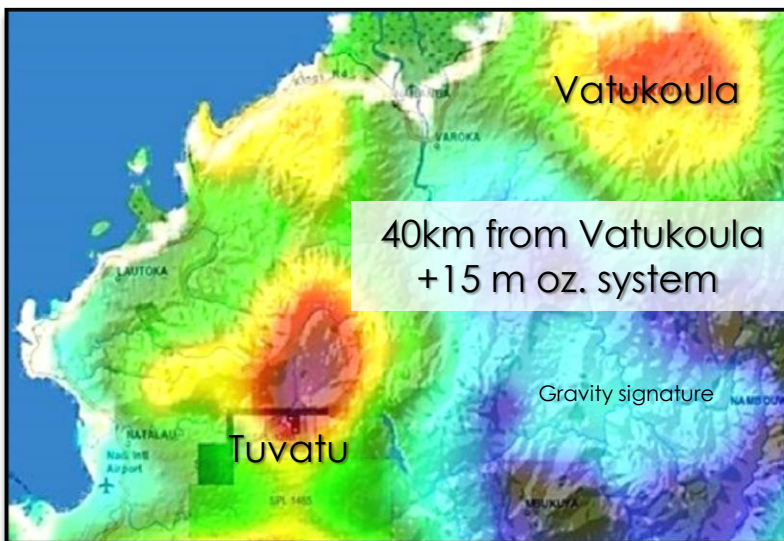 Vatukoula
VAROKA
40km from Vatukoula
+15 m oz. system
LAUTOKA
Gravity signature
NATALAU
Nadi Intl
Airport
Tuvatu
SPL 1465